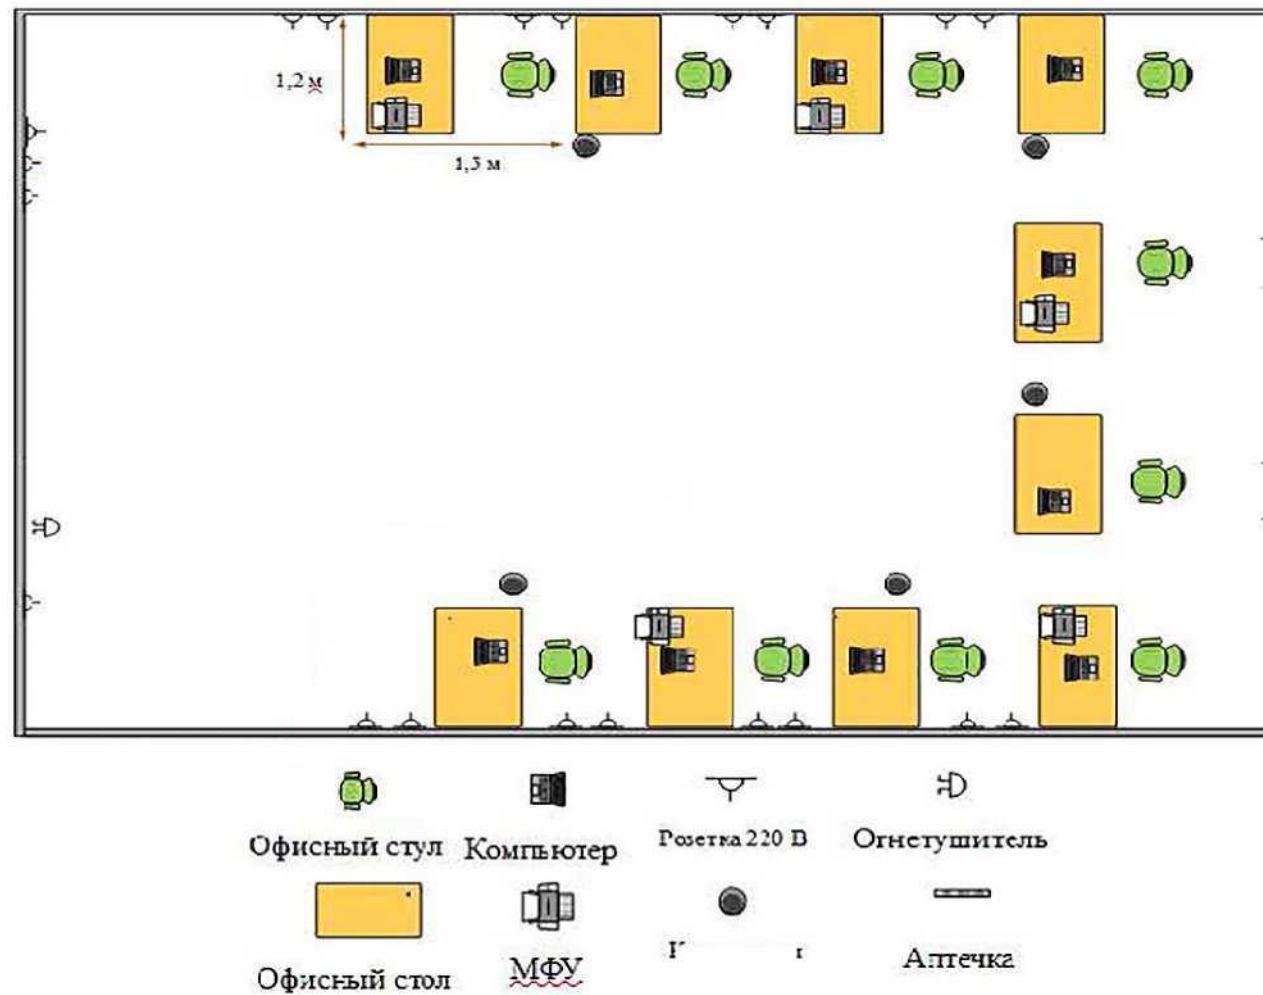 1,2 м
1,5 м
Офисный стул
Компьютер
Розетка 220 В
Огнетушитель
Офисный стол
МФУ
Аптечка